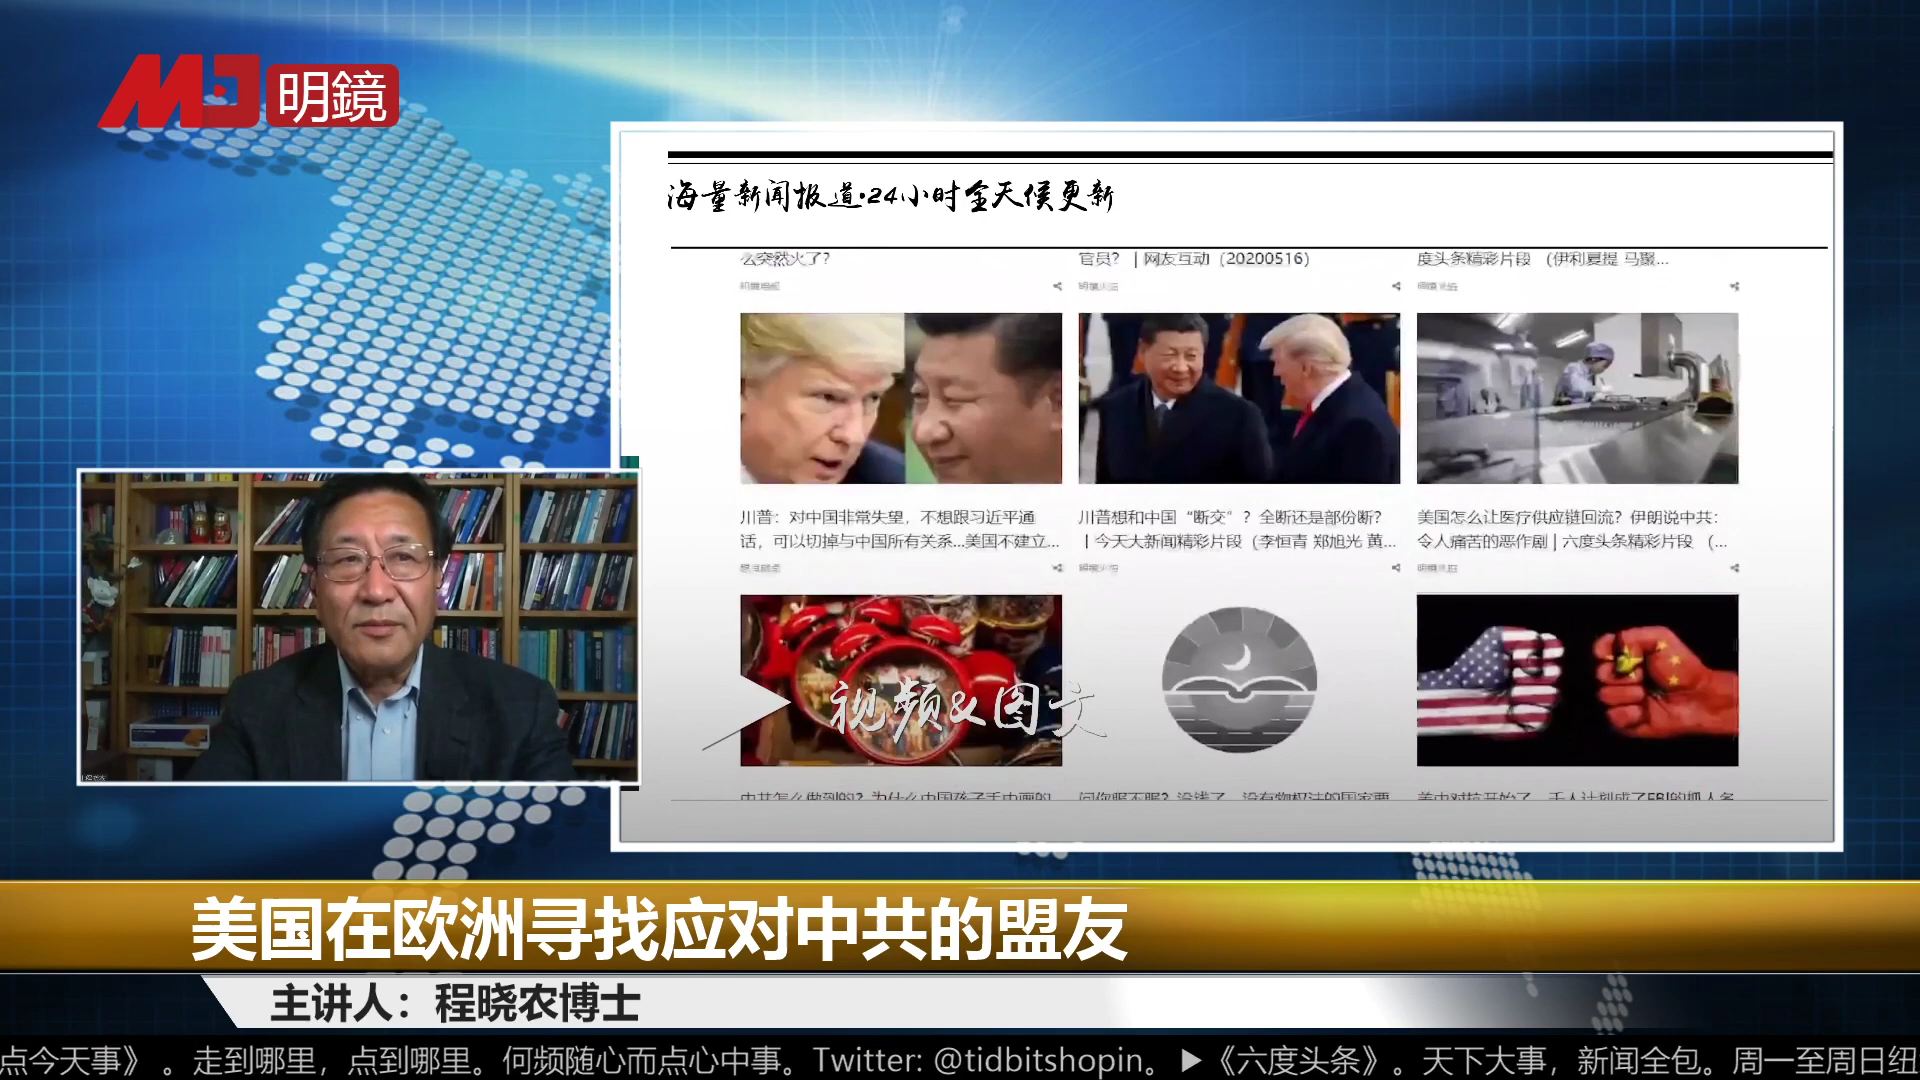 明鏡
海量新闻报道·24小时全天候更新
么突然火了?
官员? | 网友互动 (20200516)
度头条精彩片段 (伊利夏提 马聚...
川普：对中国非常失望，不想跟习近平通
话，可以切掉与中国所有关系...美国不建立...
川普想和中国“断交”? 全断还是部份断?
| 今天大新闻精彩片段 (李恒青 郑旭光 黄...
美国怎么让医疗供应链回流? 伊朗说中共：
令人痛苦的恶作剧 | 六度头条精彩片段 (...
视频&图文
美国在欧洲寻找应对中共的盟友
主讲人：程晓农博士
点今天事》 。走到哪里，点到哪里。何频随心而点心中事。Twitter: @tidbitshopin。 ▶《六度头条》。天下大事，新闻全包。周一至周日纽